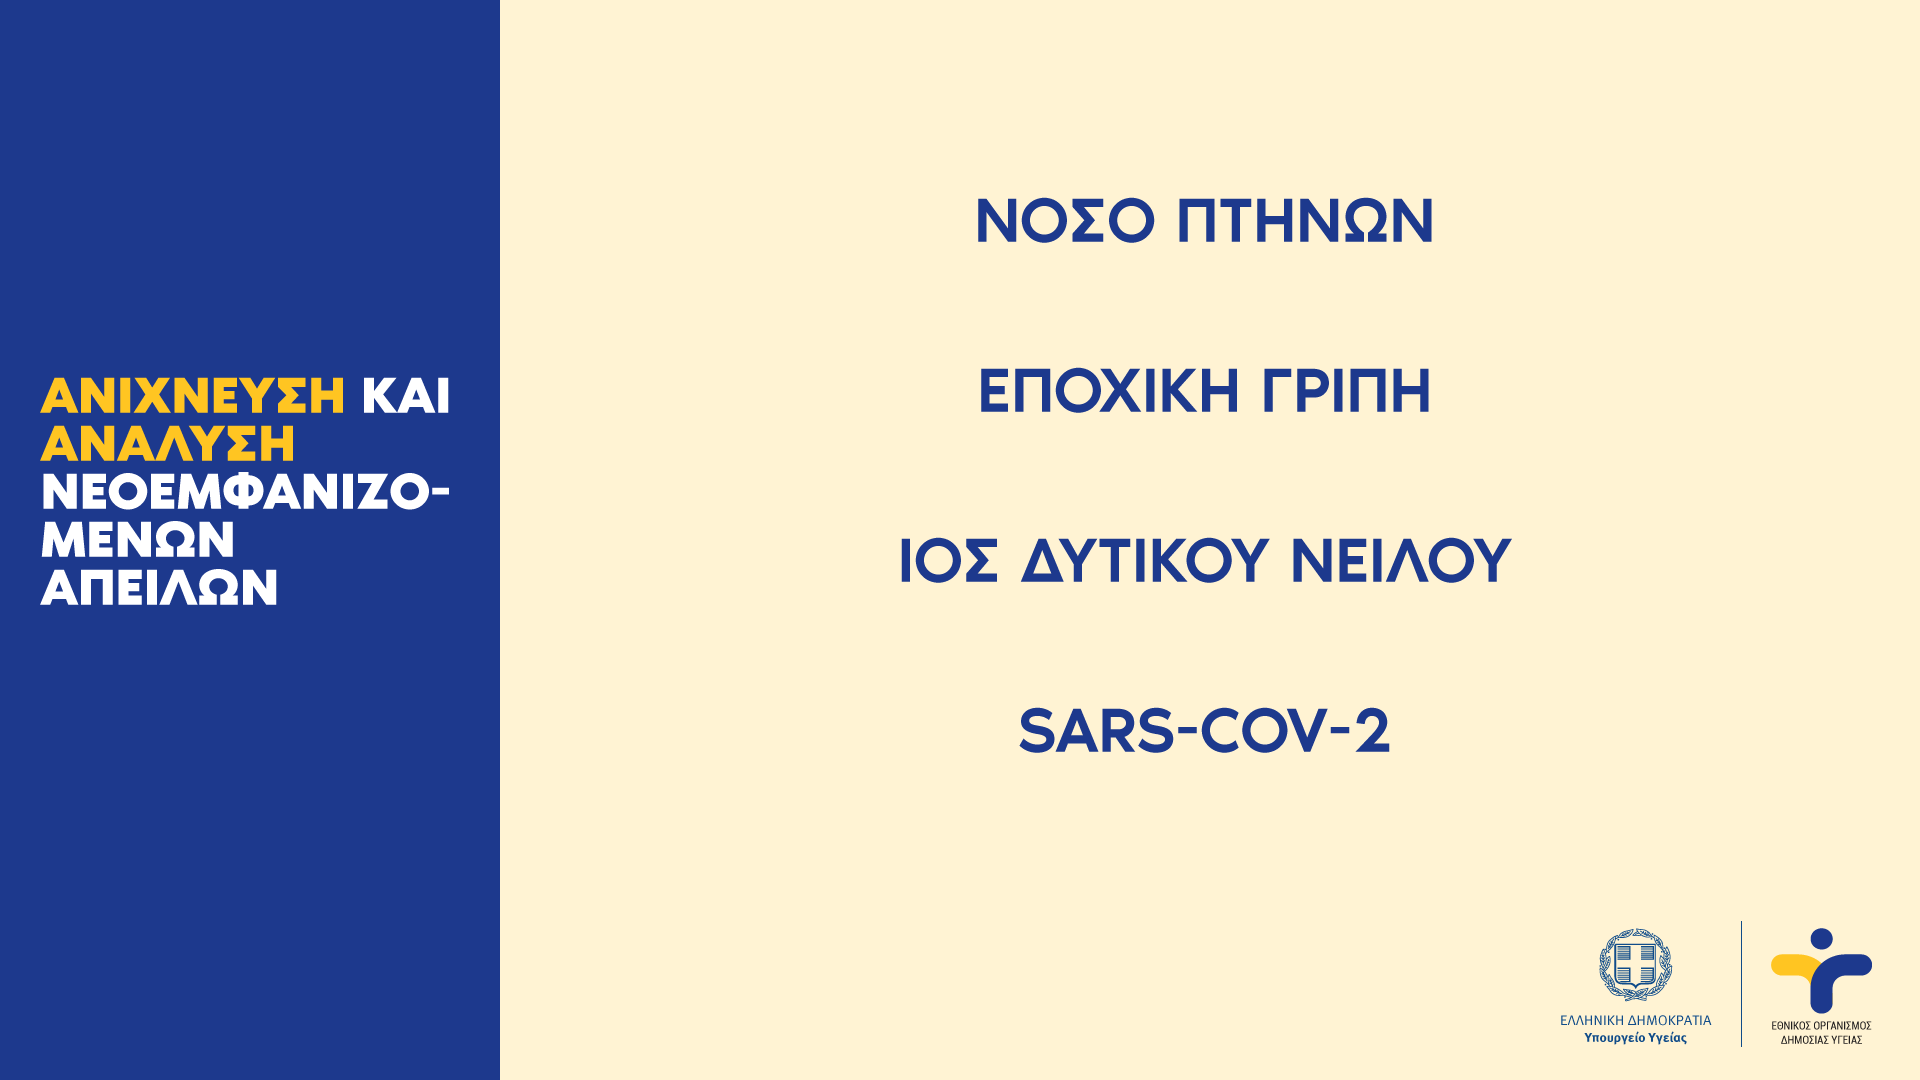 ΑΝΙΧΝΕΥΣΗ ΚΑΙ
ΑΝΑΛΥΣΗ
ΝΕΟΕΜΦΑΝΙΖΟ-
ΜΕΝΩΝ
ΑΠΕΙΛΩΝ
ΝΟΣΟ ΠΤΗΝΩΝ
ΕΠΟΧΙΚΗ ΓΡΙΠΗ
ΙΟΣ ΔΥΤΙΚΟΥ ΝΕΙΛΟΥ
SARS-COV-2
ΕΛΛΗΝΙΚΗ ΔΗΜΟΚΡΑΤΙΑ
Υπουργείο Υγείας
ΕΘΝΙΚΟΣ ΟΡΓΑΝΙΣΜΟΣ
ΔΗΜΟΣΙΑΣ ΥΓΕΙΑΣ